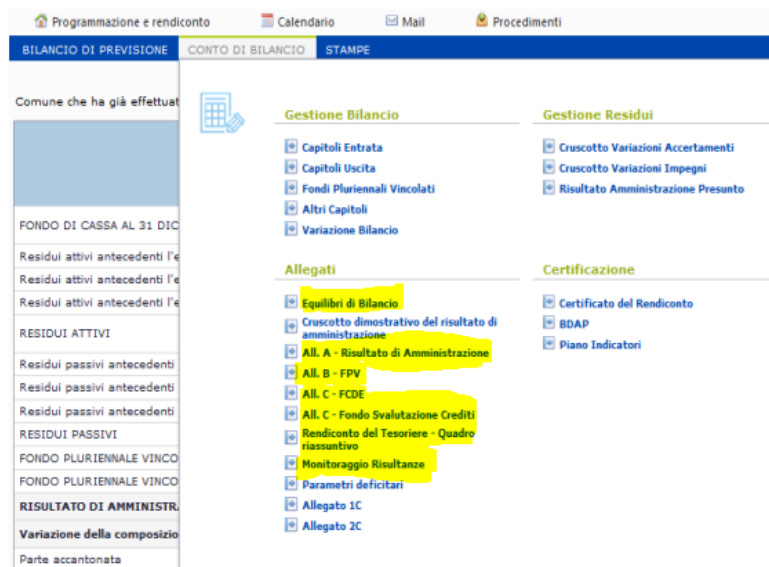 Programmazione e rendiconto
Calendario
Mail
Procedimenti
BILANCIO DI PREVISIONE
CONTO DI BILANCIO
STAMPE
Comune che ha già effettuat
FONDO DI CASSA AL 31 DIC
Residui attivi antecedenti l'e
Residui attivi antecedenti l'e
Residui attivi antecedenti l'e
RESIDUI ATTIVI
Residui passivi antecedenti
Residui passivi antecedenti
Residui passivi antecedenti
RESIDUI PASSIVI
FONDO PLURIENNALE VINCO
FONDO PLURIENNALE VINCO
RISULTATO DI AMMINISTR
Variazione della composizio
Parte accantonata
Gestione Bilancio
Capitoli Entrata
Capitoli Uscita
Fondi Pluriennali Vincolati
Altri Capitoli
Variazione Bilancio
Gestione Residui
Cruscotto Variazioni Accertamenti
Cruscotto Variazioni Impegni
Risultato Amministrazione Presunto
Allegati
Equilibri di Bilancio
Cruscotto dimostrativo del risultato di
amministrazione
All. A - Risultato di Amministrazione
All. B - FPV
All. C - FCDE
All. C - Fondo Svalutazione Crediti
Rendiconto del Tesoriere - Quadro
riassuntivo
Monitoraggio Risultanze
Parametri deficitari
Allegato 1C
Allegato 2C
Certificazione
Certificato del Rendiconto
BDAP
Piano Indicatori